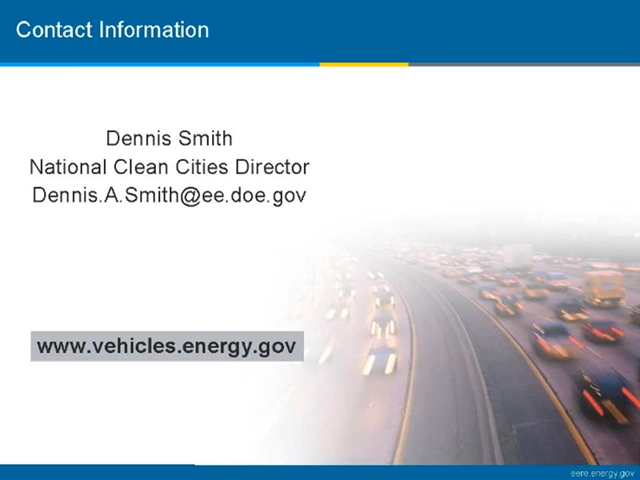 Contact Information
Dennis Smith
National Clean Cities Director
Dennis.A.Smith@ee.doe.gov
www.vehicles.energy.gov
eere.energy.gov